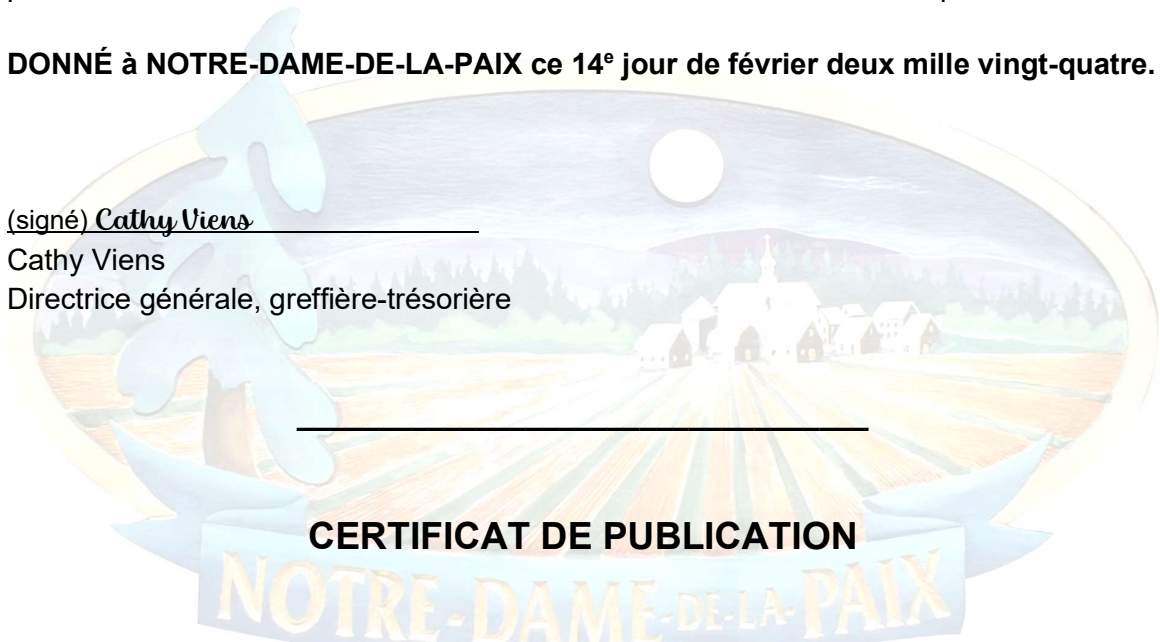 DONNÉ à NOTRE-DAME-DE-LA-PAIX ce 14e jour de février deux mille vingt-quatre.
(signé) Cathy Viens
Cathy Viens
Directrice générale, greffière-trésorière
CERTIFICAT DE PUBLICATION
NOTRE-DAME-DE-LA-PAIX